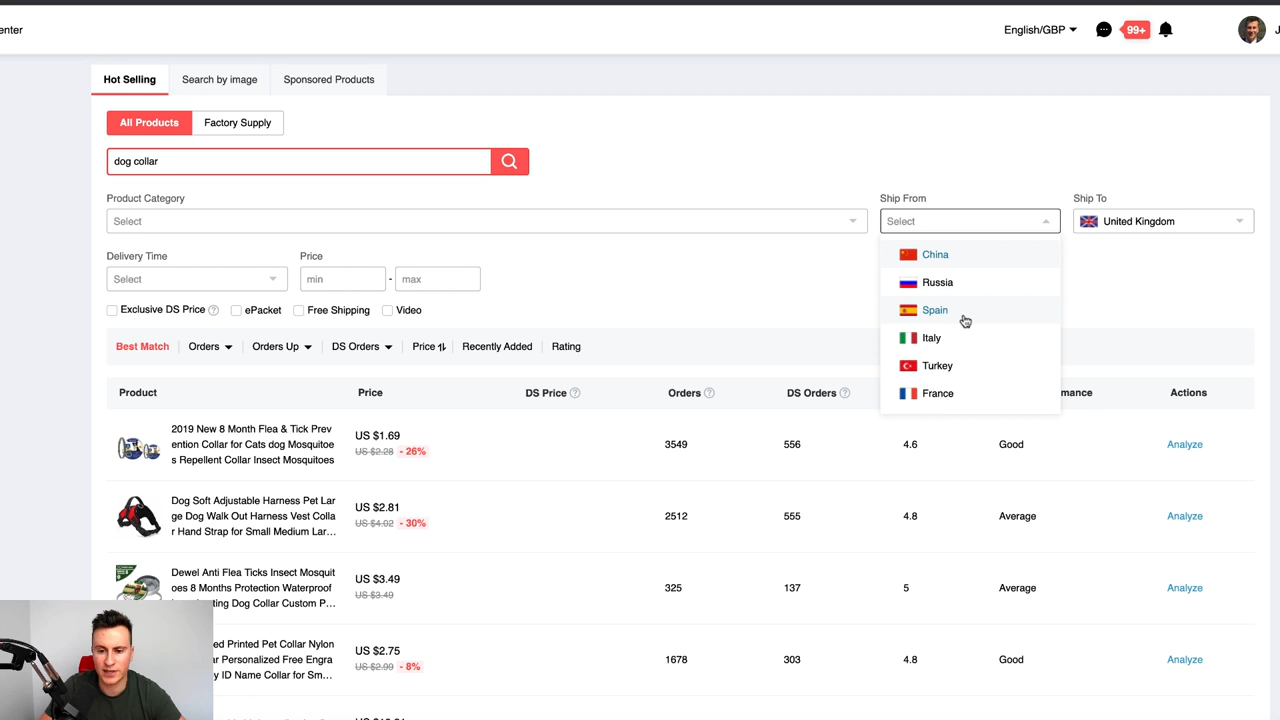 enter
English/GBP
99+
J
Hot Selling
Search by image
Sponsored Products
All Products
Factory Supply
dog collar
Product Category
Ship From
Ship To
Select
Select
United Kingdom
China
Russia
Spain
Italy
Turkey
France
Delivery Time
Price
Select
min
-
max
Exclusive DS Price
ePacket
Free Shipping
Video
Best Match
Orders
Orders Up
DS Orders
Price
Recently Added
Rating
Product
Price
DS Price
Orders
DS Orders
mance
Actions
2019 New 8 Month Flea & Tick Prev
ention Collar for Cats dog Mosquitoe
s Repellent Collar Insect Mosquitoes
US $1.69
US $2.28 - 26%
3549
556
4.6
Good
Analyze
Dog Soft Adjustable Harness Pet Lar
ge Dog Walk Out Harness Vest Colla
r Hand Strap for Small Medium Lar...
US $2.81
US $4.02 - 30%
2512
555
4.8
Average
Analyze
Dewel Anti Flea Ticks Insect Mosquit
oes 8 Months Protection Waterproof
Dog Collar Custom P...
US $3.49
US $3.49
325
137
5
Average
Analyze
ed Printed Pet Collar Nylon
ar Personalized Free Engra
y ID Name Collar for Sm...
US $2.75
US $2.99 - 8%
1678
303
4.8
Good
Analyze